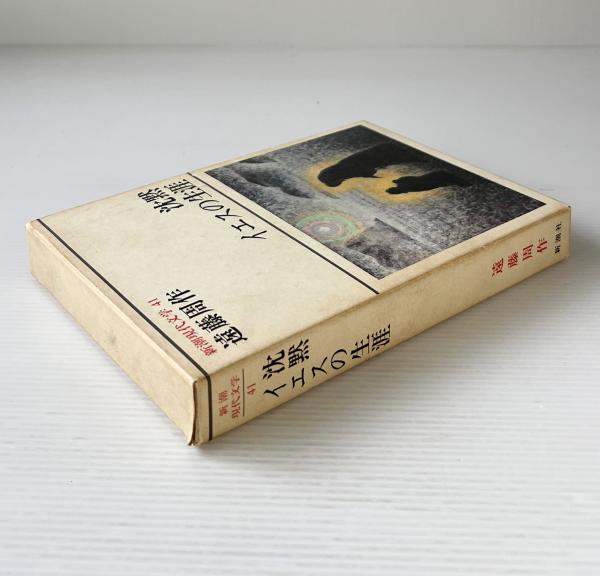 沈黙
イエスの生涯
新潮現代文学 41
遠藤周作
新潮
現代文学
41
沈黙
イエスの生涯
遠藤周作
新潮社